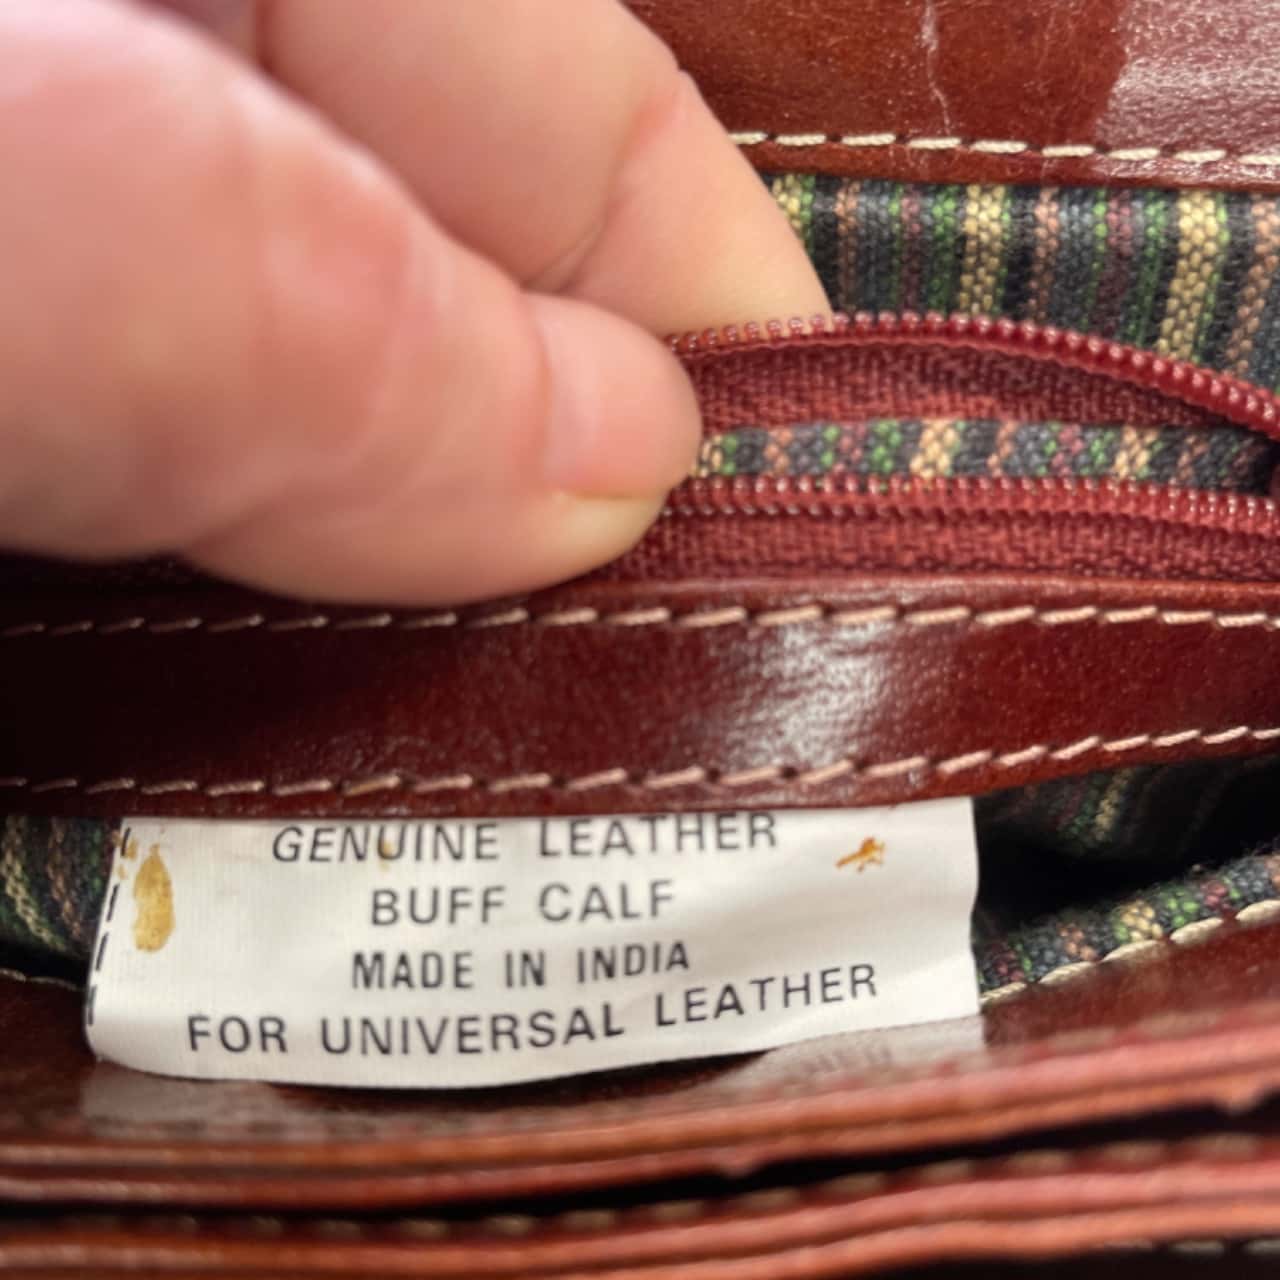 GENUINE LEATHER
BUFF CALF
MADE IN INDIA
FOR UNIVERSAL LEATHER